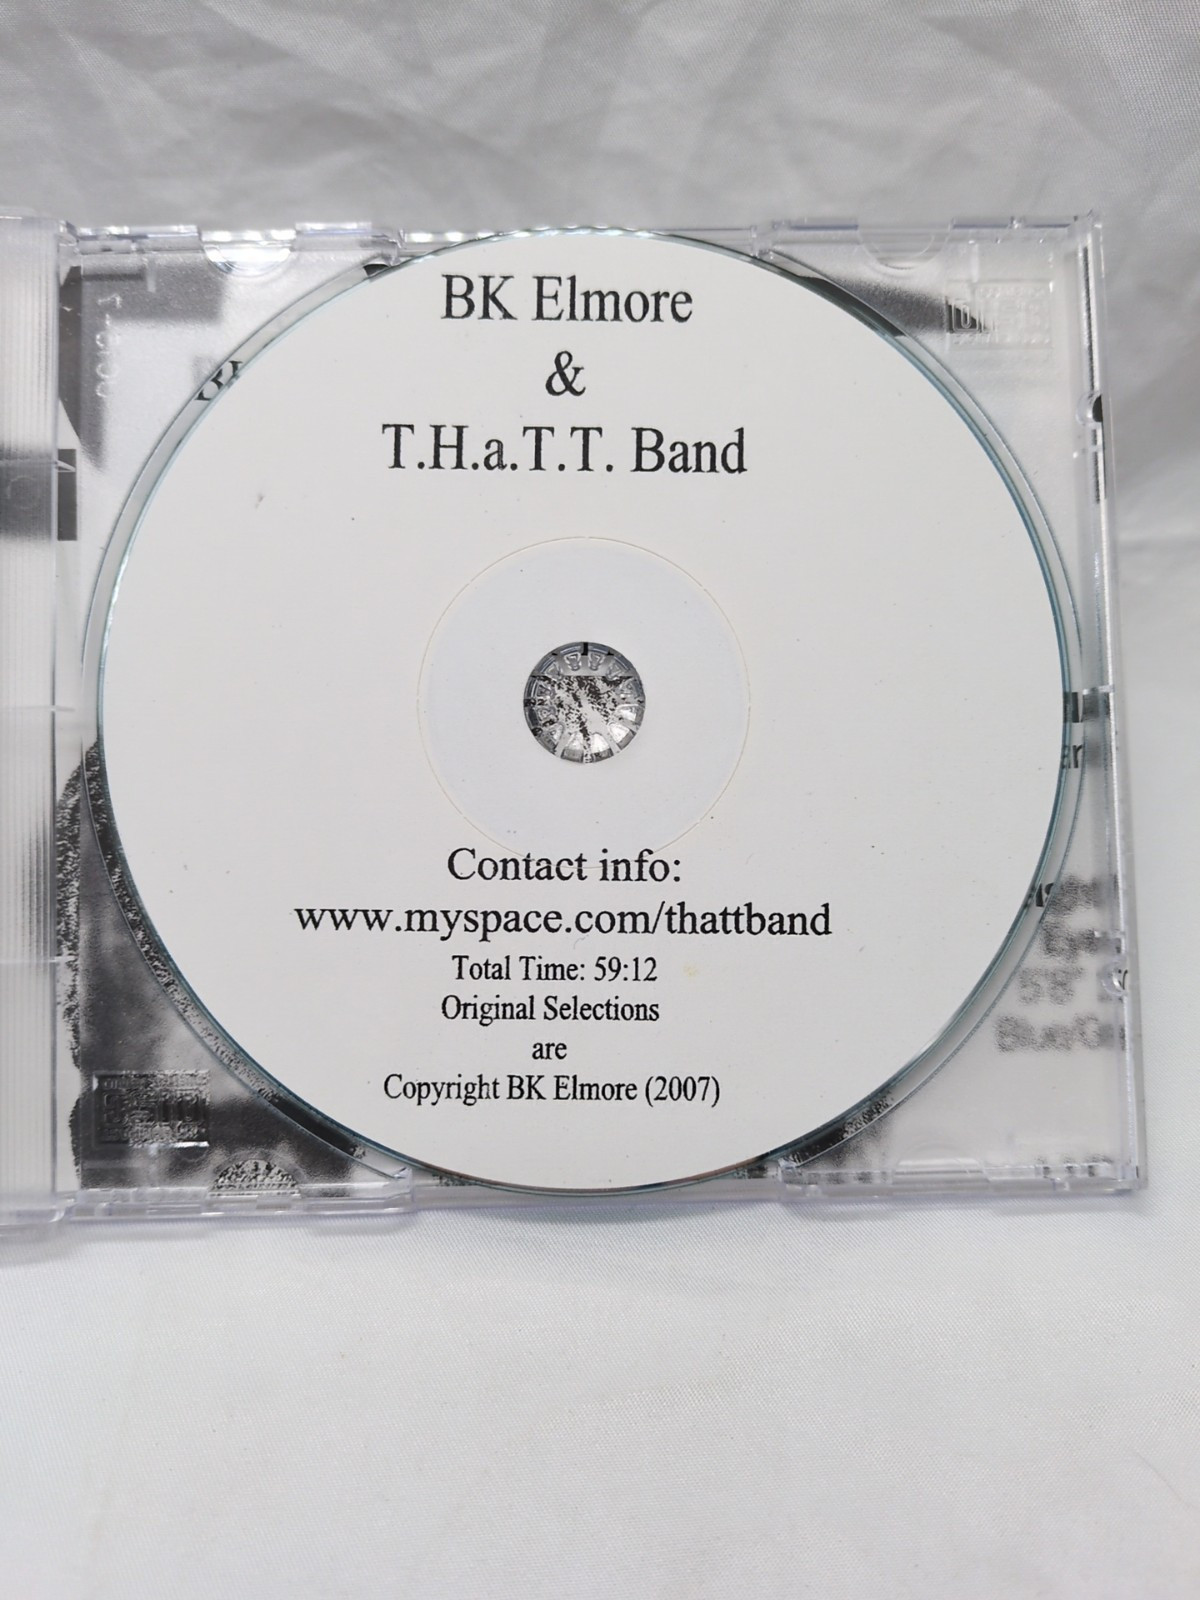 BK Elmore
&
T.H.a.T.T. Band
Contact info:
www.myspace.com/thattband
Total Time: 59:12
Original Selections
are
Copyright BK Elmore (2007)